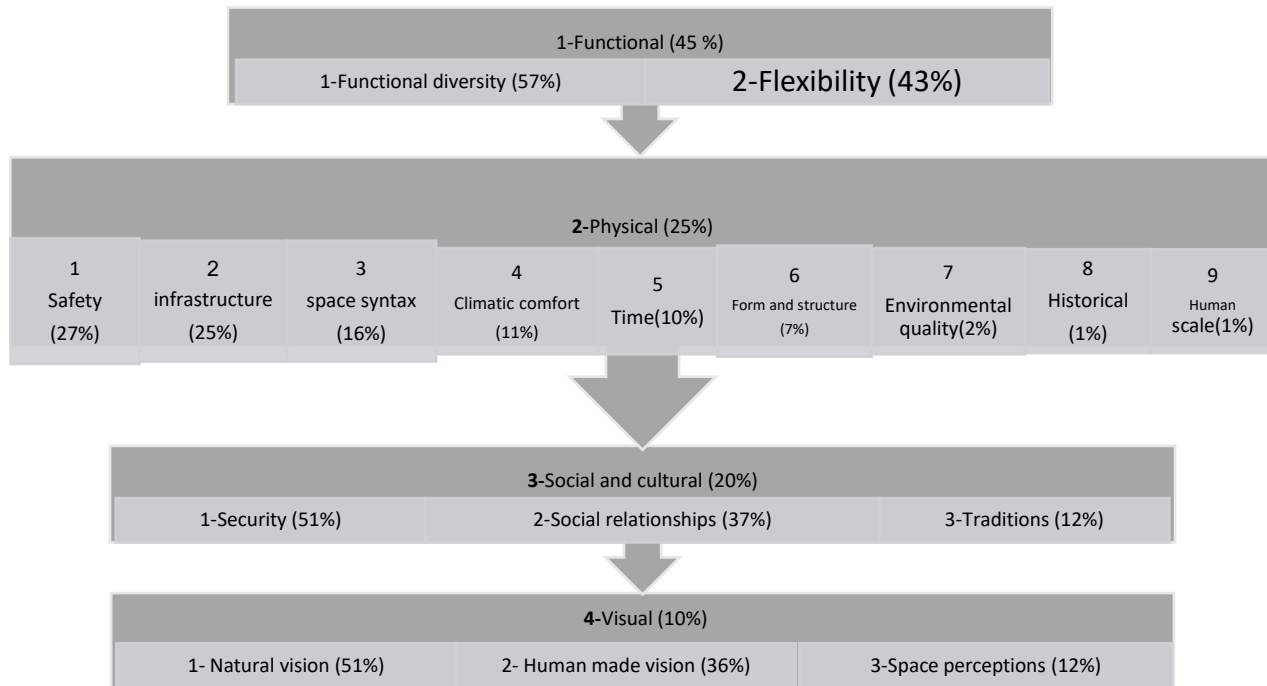 1-Functional (45 %)
1-Functional diversity (57%)
2-Flexibility (43%)
2-Physical (25%)
1
Safety
(27%)
2
infrastructure
(25%)
3
space syntax
(16%)
4
Climatic comfort
(11%)
5
Time(10%)
6
Form and structure
(7%)
7
Environmental
quality(2%)
8
Historical
(1%)
9
Human
scale(1%)
3-Social and cultural (20%)
1-Security (51%)
2-Social relationships (37%)
3-Traditions (12%)
4-Visual (10%)
1- Natural vision (51%)
2- Human made vision (36%)
3-Space perceptions (12%)